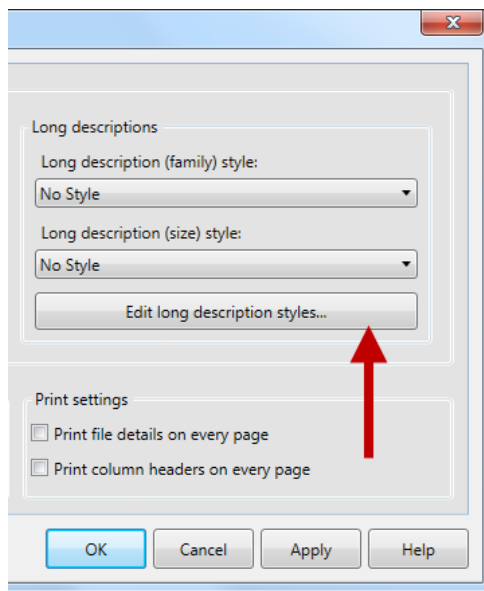 Long descriptions
Long description (family) style:
No Style
Long description (size) style:
No Style
Edit long description styles...
Print settings
Print file details on every page
Print column headers on every page
OK Cancel Apply Help